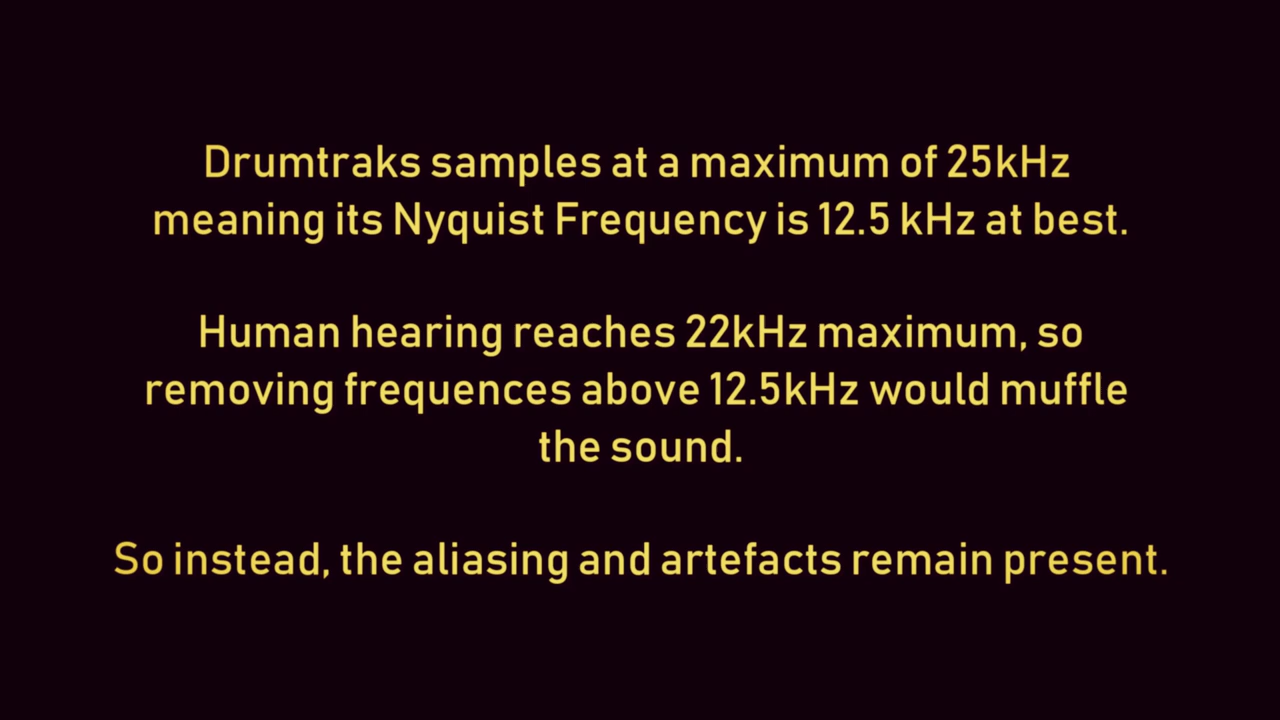 Drumtraks samples at a maximum of 25kHz
meaning its Nyquist Frequency is 12.5 kHz at best.
Human hearing reaches 22kHz maximum, so
removing frequences above 12.5kHz would muffle
the sound.
So instead, the aliasing and artefacts remain present.